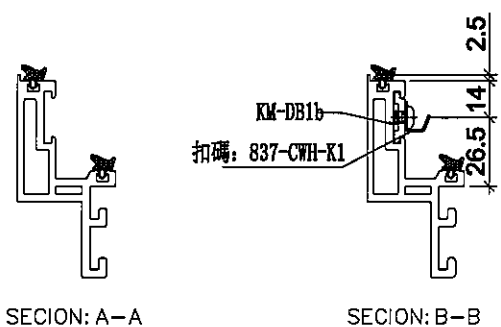 2.5
14
26.5
KM-DB1b
扣碼: 837-CWH-K1
SECION: A-A
SECION: B-B